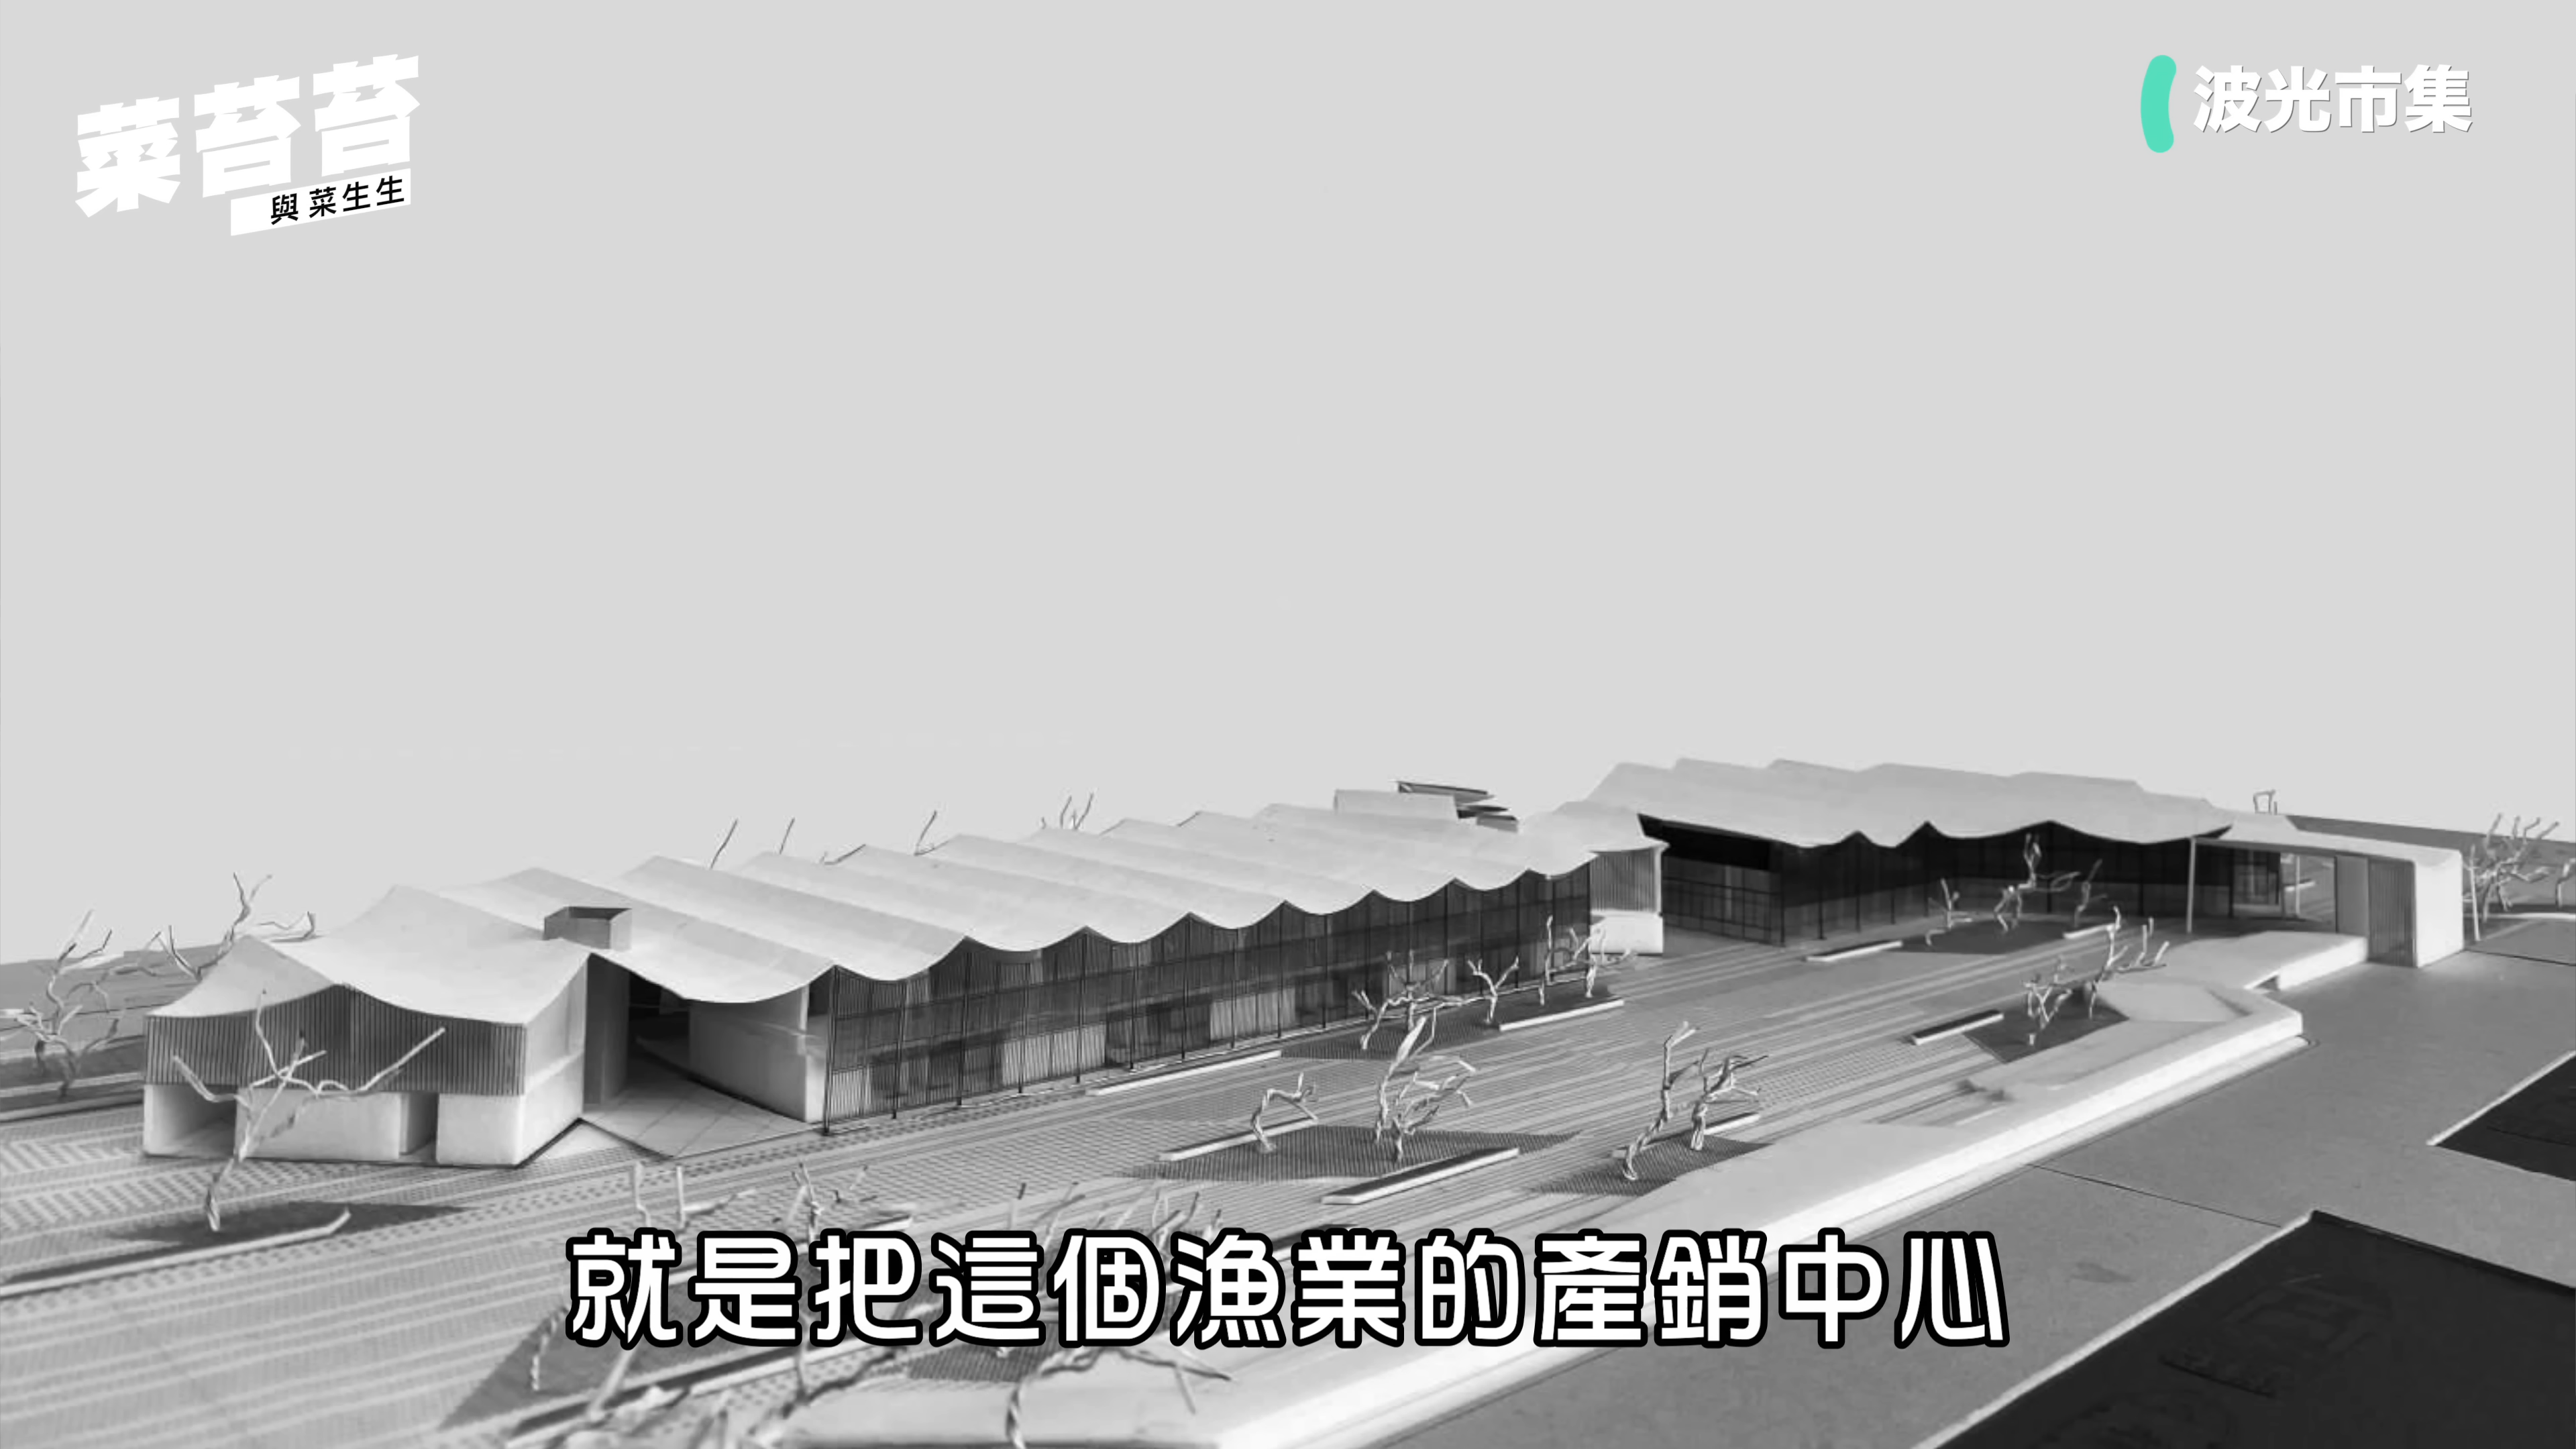 菜苔苔
與 菜生生
波光市集
就是把這個漁業的產銷中心